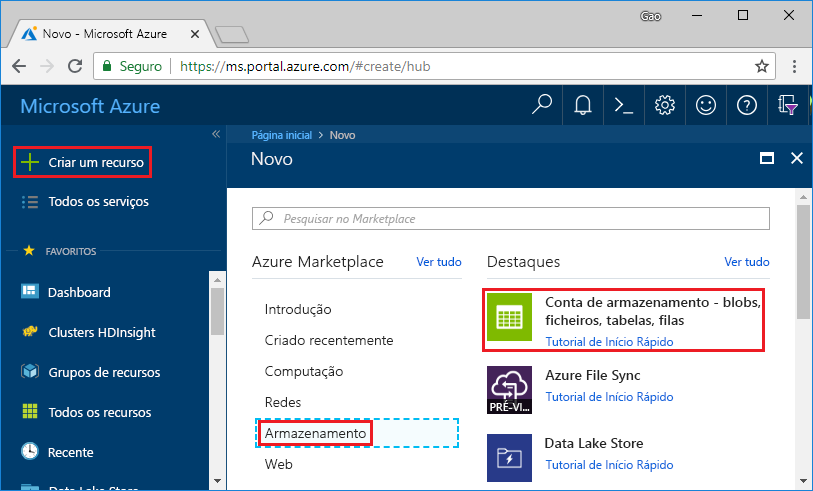 Gao
Novo - Microsoft Azure
Seguro
https://ms.portal.azure.com/#create/hub
Microsoft Azure
Página inicial > Novo
Novo
Criar um recurso
Todos os serviços
FAVORITOS
Dashboard
Clusters HDInsight
Grupos de recursos
Todos os recursos
Recente
Data Lake Store
Pesquisar no Marketplace
Azure Marketplace
Ver tudo
Introdução
Criado recentemente
Computação
Redes
Armazenamento
Web
Destaques
Ver tudo
Conta de armazenamento - blobs,
ficheiros, tabelas, filas
Tutorial de Início Rápido
PRÉ-VI...
Azure File Sync
Tutorial de Início Rápido
Data Lake Store
Tutorial de Início Rápido